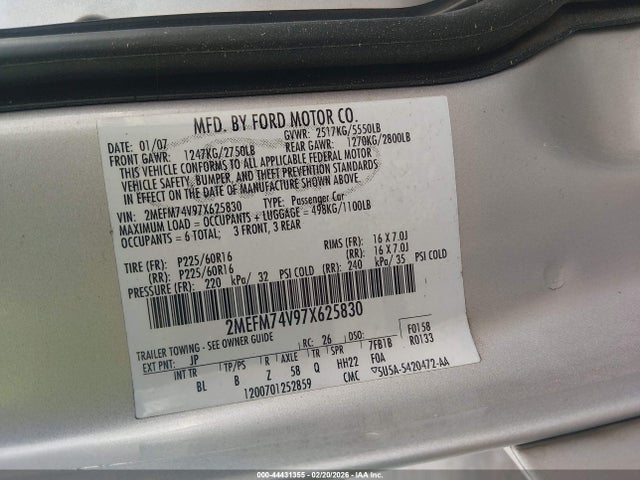 MFD. BY FORD MOTOR CO.
DATE: 01/07 GVWR: 2517KG/5550LB
FRONT GAWR: 1247KG/2750LB REAR GAWR: 1270KG/2800LB
THIS VEHICLE CONFORMS TO ALL APPLICABLE FEDERAL MOTOR
VEHICLE SAFETY, BUMPER, AND THEFT PREVENTION STANDARDS
IN EFFECT ON THE DATE OF MANUFACTURE SHOWN ABOVE.
VIN: 2MEFM74V97X625830 TYPE: Passenger Car
MAXIMUM LOAD = OCCUPANTS + LUGGAGE = 498KG/1100LB
OCCUPANTS = 6 TOTAL; 3 FRONT, 3 REAR
TIRE (FR): P225/60R16 RIMS (FR): 16 X 7.0J
(RR): P225/60R16 (RR): 16 X 7.0J
PRESSURE (FR): 220 kPa/ 32 PSI COLD (RR): 240 kPa/ 35 PSI COLD
2MEFM74V97X625830
TRAILER TOWING - SEE OWNER GUIDE
RC: 26 DSO: F0158
EXT PNT: JP 7FB1B R0133
INT TR TP/PS R AXLE TR SPR F0A
BL B Z 58 Q HH22
1200701252859 CMC ▽5U5A-5420472-AA
000-44431355 | 02/20/2026 | IAA Inc.